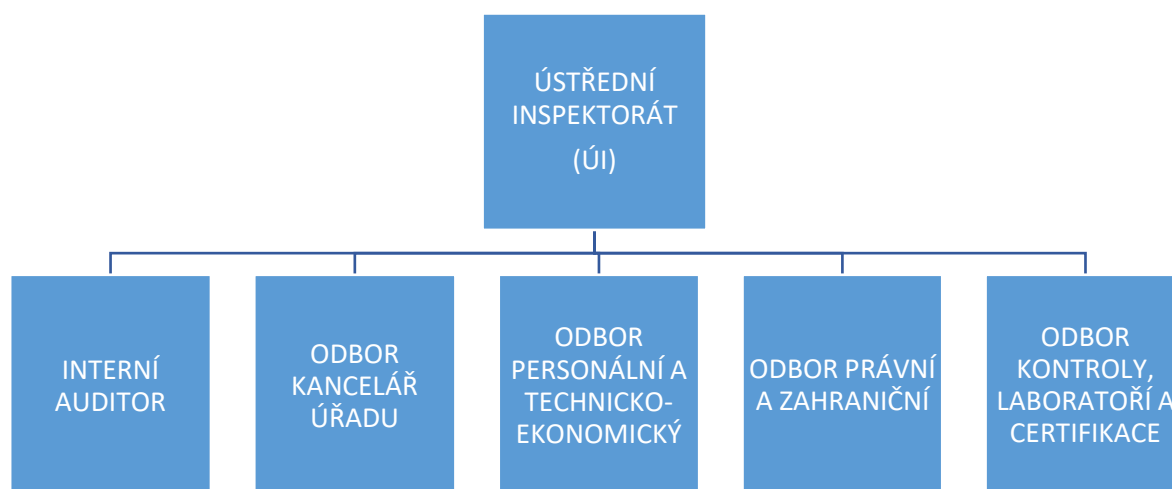 ÚSTŘEDNÍ
INSPEKTORÁT
(ÚI)
INTERNÍ
AUDITOR
ODBOR
KANCELÁŘ
ÚŘADU
ODBOR
PERSONÁLNÍ A
TECHNICKO-
EKONOMICKÝ
ODBOR PRÁVNÍ
A ZAHRANIČNÍ
ODBOR
KONTROLY,
LABORATOŘÍ A
CERTIFIKACE